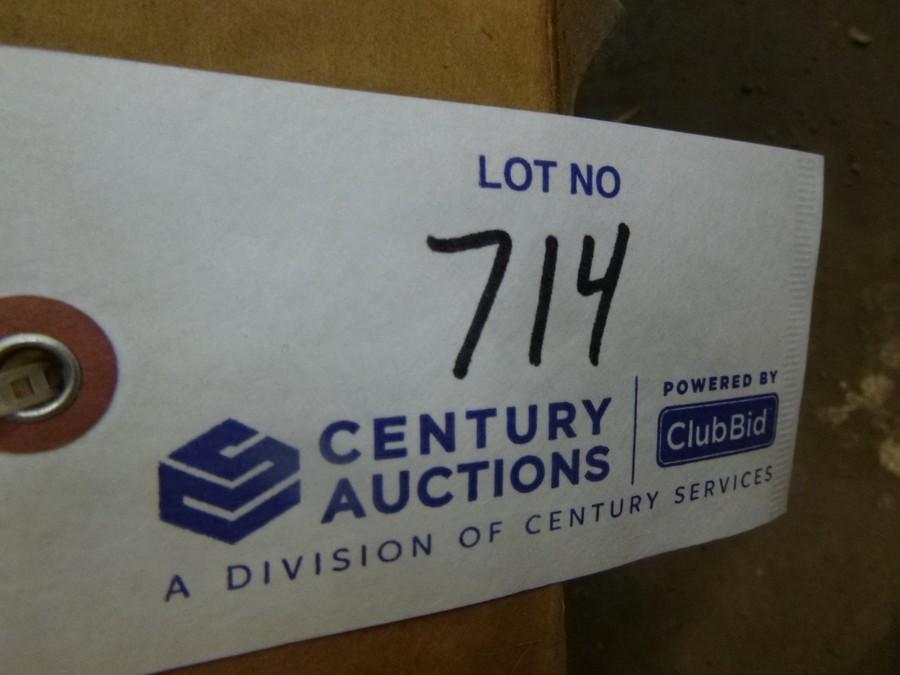 LOT NO
714
CENTURY
AUCTIONS
POWERED BY
ClubBid
A DIVISION OF CENTURY SERVICES